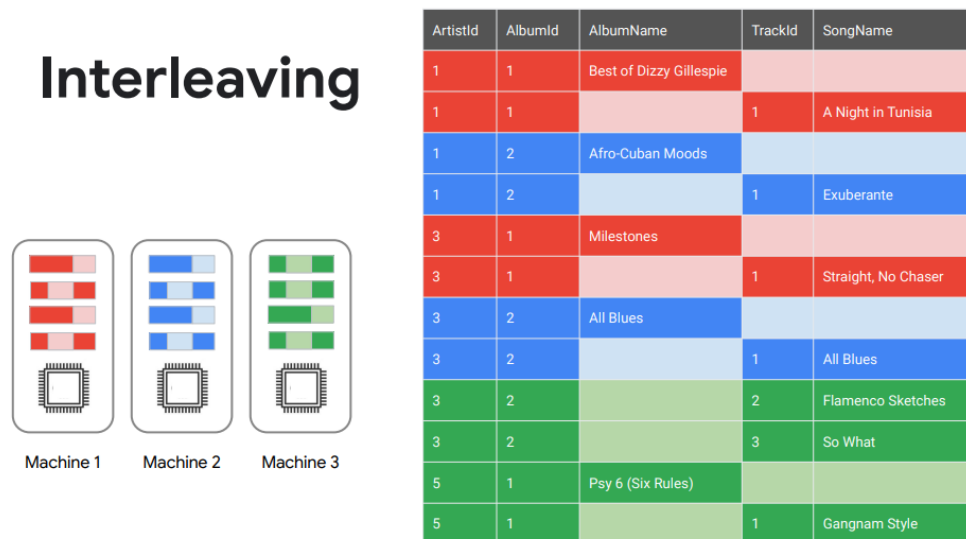 Interleaving
Machine 1 Machine 2 Machine 3
ArtistId AlbumId AlbumName TrackId SongName
1 1 Best of Dizzy Gillespie
1 1 1 A Night in Tunisia
1 2 Afro-Cuban Moods
1 2 1 Exuberante
3 1 Milestones
3 1 1 Straight, No Chaser
3 2 All Blues
3 2 1 All Blues
3 2 2 Flamenco Sketches
3 2 3 So What
5 1 Psy 6 (Six Rules)
5 1 1 Gangnam Style